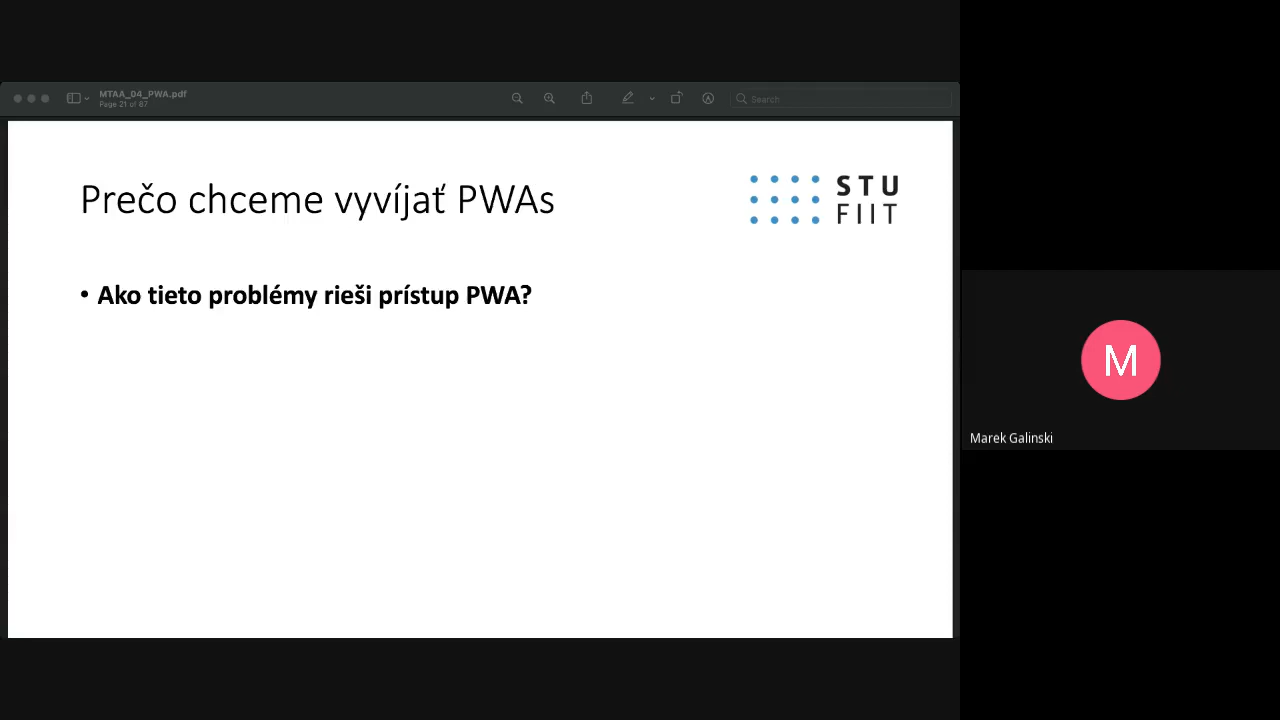 MTAA_04_PWA.pdf
Page 21 of 87
Search
Prečo chceme vyvíjať PWAs
STU
FIIT
• Ako tieto problémy rieši prístup PWA?
M
Marek Galinski